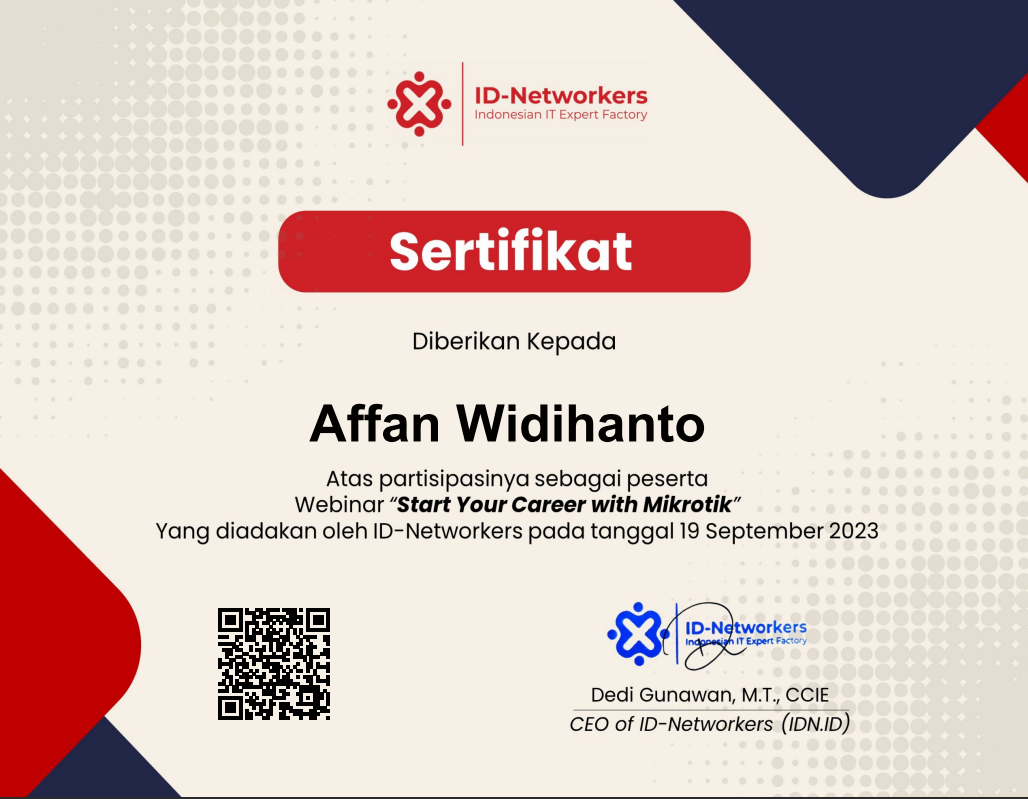 ID-Networkers
Indonesian IT Expert Factory
Sertifikat
Diberikan Kepada
Affan Widihanto
Atas partisipasinya sebagai peserta
Webinar “Start Your Career with Mikrotik”
Yang diadakan oleh ID-Networkers pada tanggal 19 September 2023
ID-Networkers
Indonesian IT Expert Factory
Dedi Gunawan, M.T., CCIE
CEO of ID-Networkers (IDN.ID)